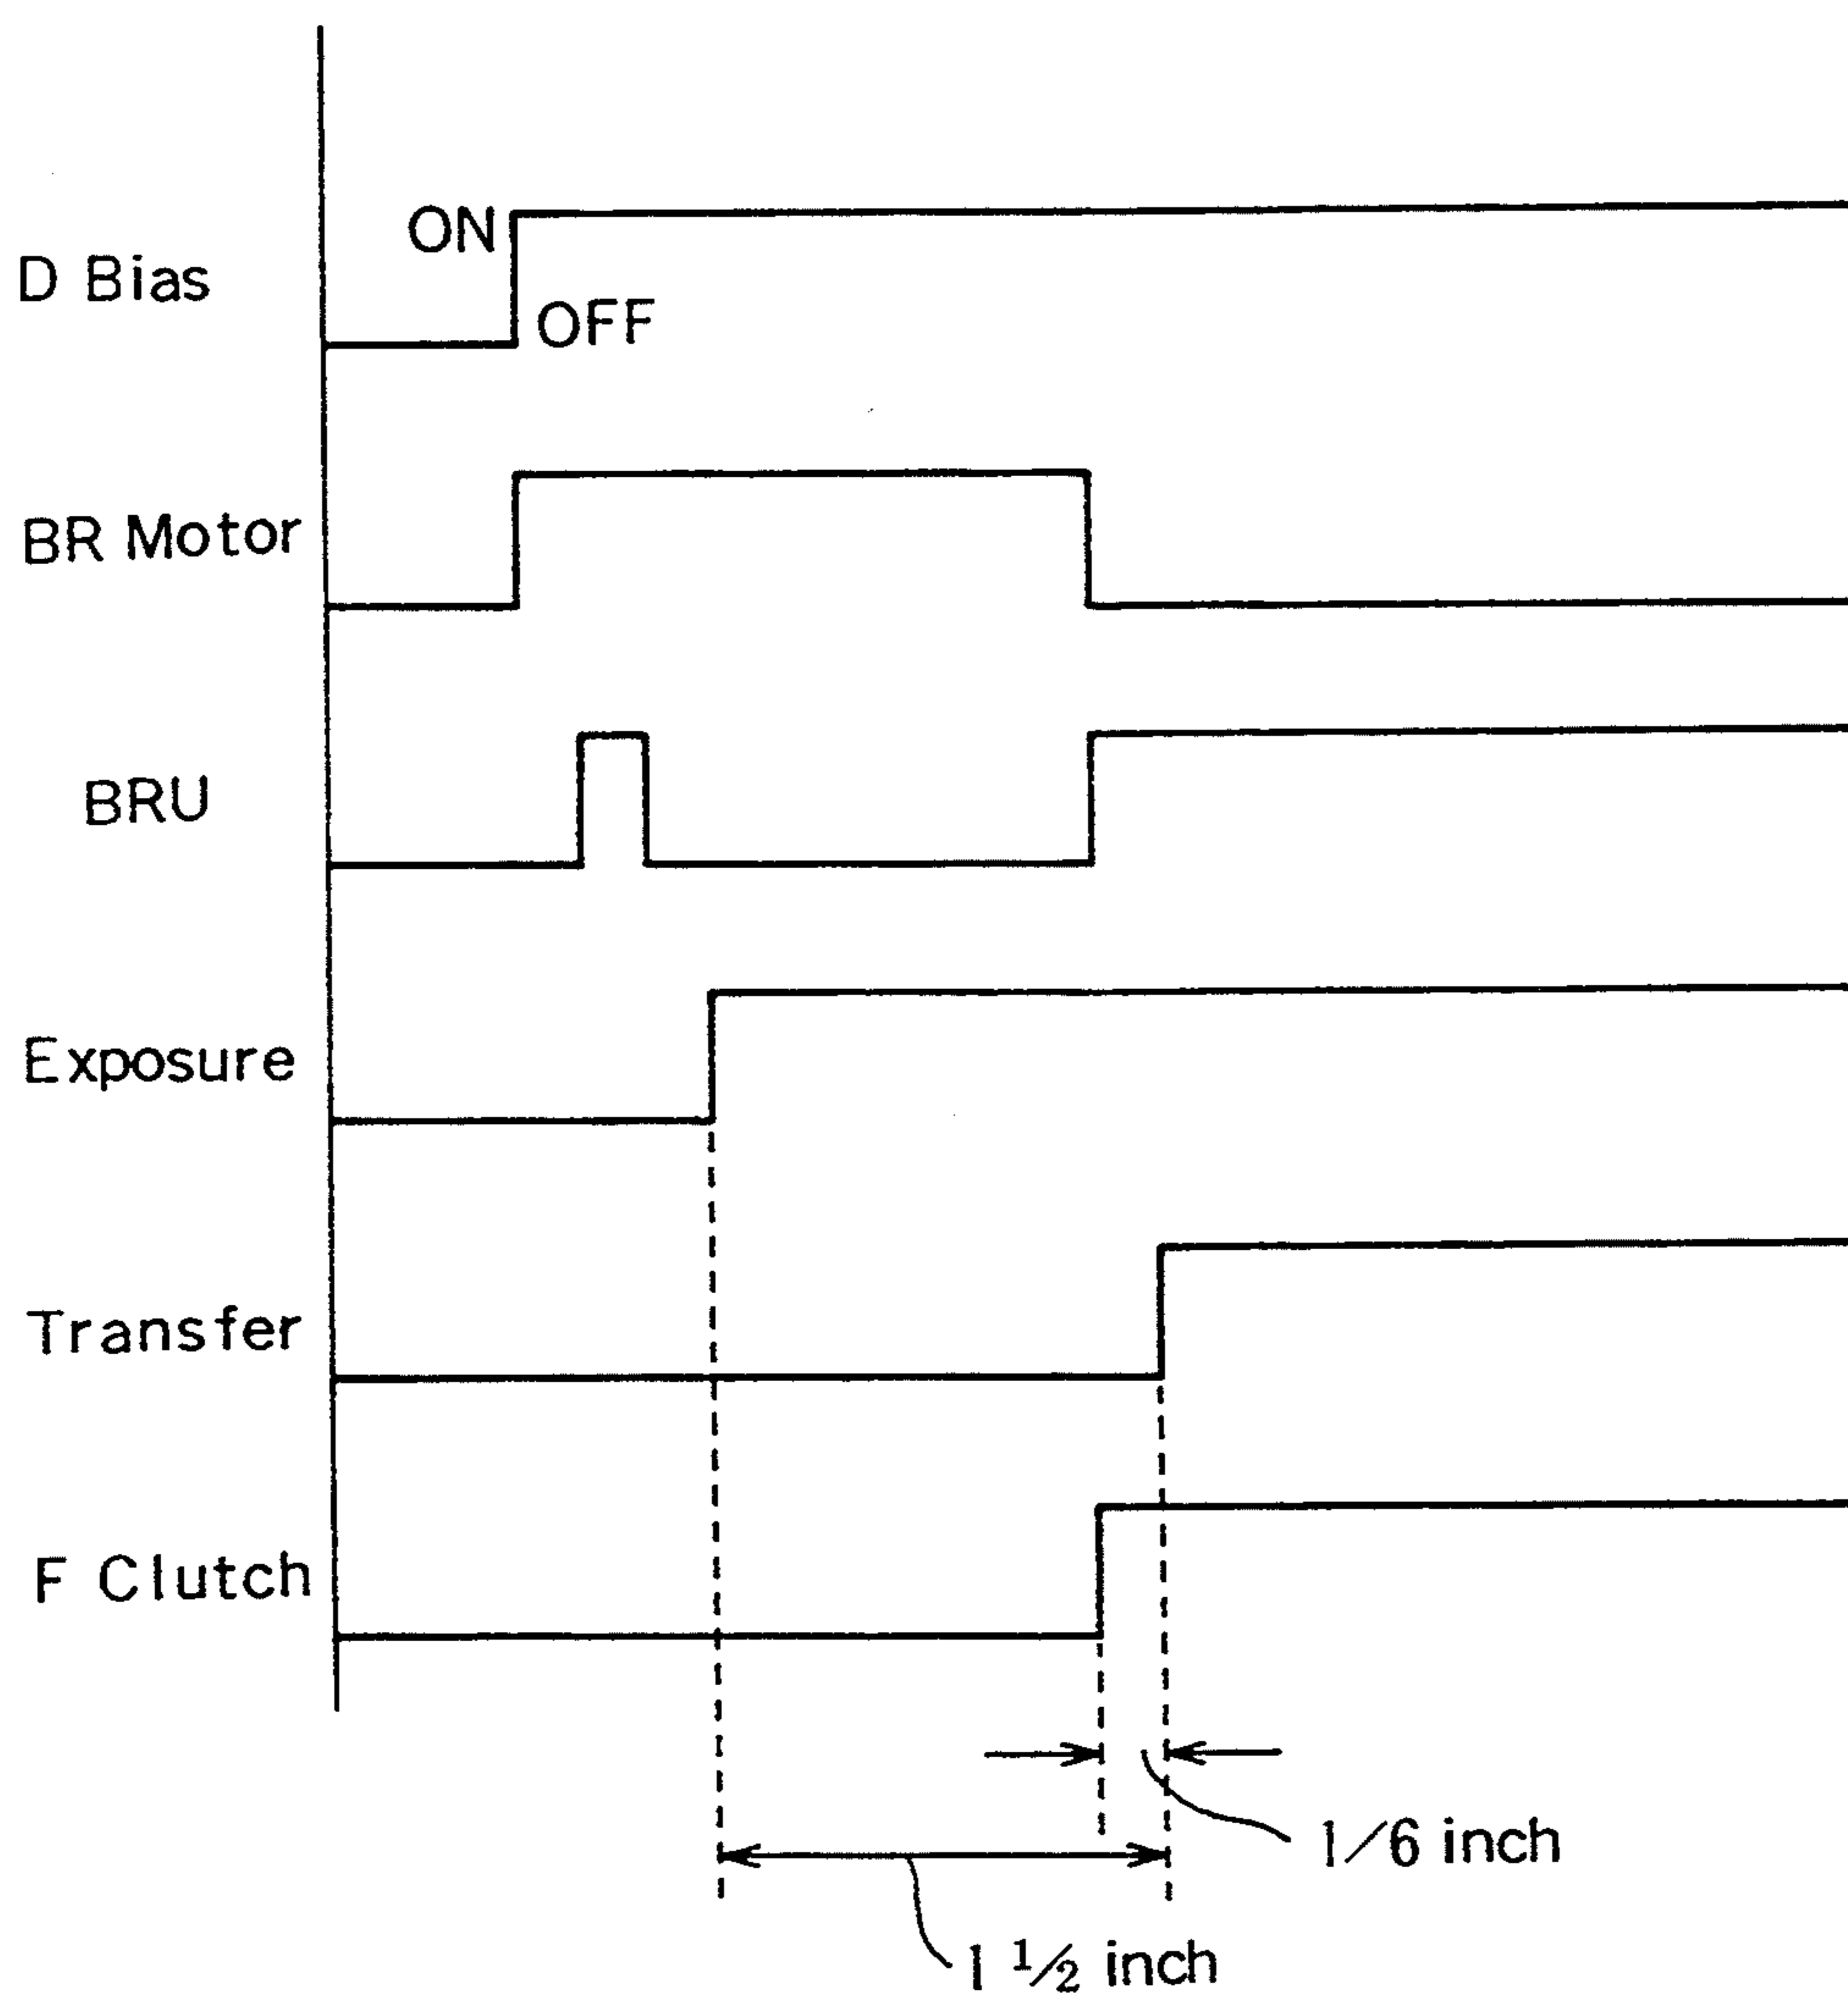 ON
D Bias
OFF
BR Motor
BRU
Exposure
Transfer
F Clutch
1/6 inch
1 1/2 inch